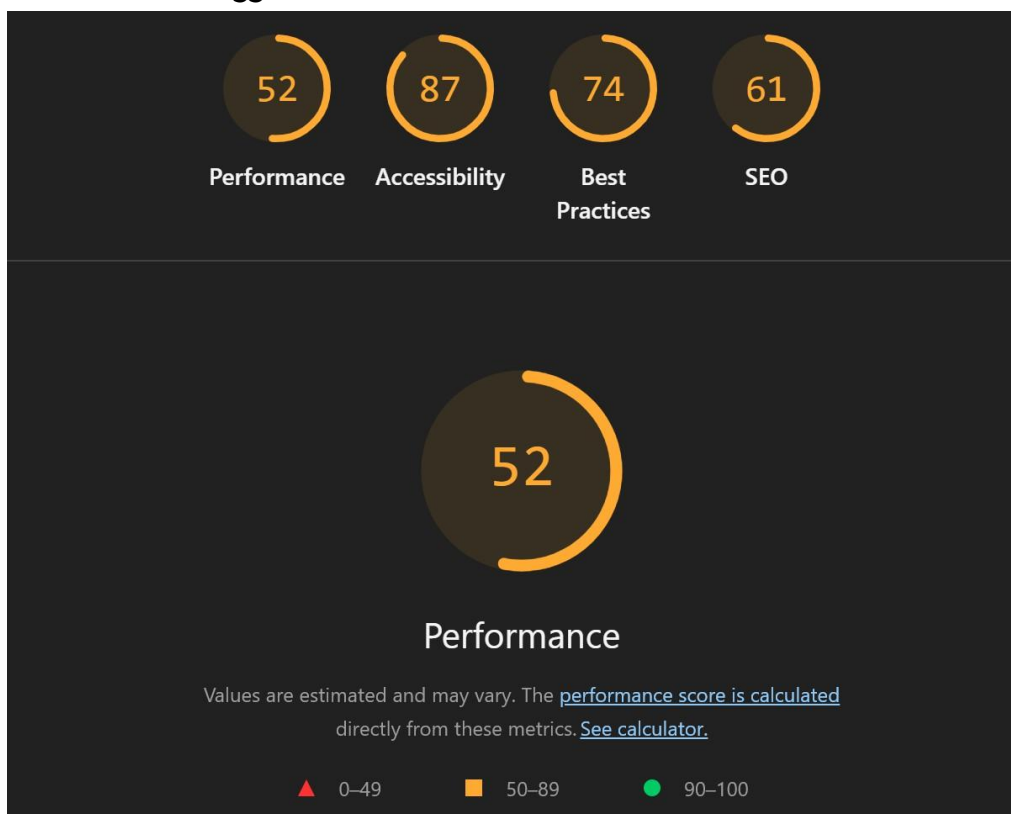 52 87 74 61
Performance Accessibility Best Practices SEO
52
Performance
Values are estimated and may vary. The performance score is calculated
directly from these metrics. See calculator.
0–49 50–89 90–100